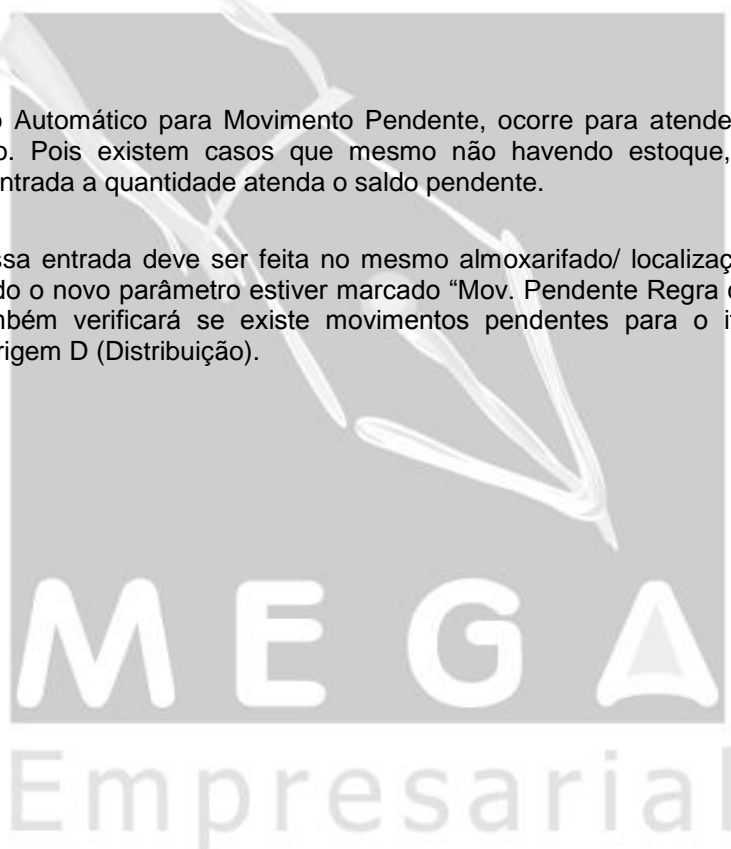 o Automático para Movimento Pendente, ocorre para atende
o. Pois existem casos que mesmo não havendo estoque,
ntrada a quantidade atenda o saldo pendente.
ssa entrada deve ser feita no mesmo almoxarifado/ localizaç
do o novo parâmetro estiver marcado “Mov. Pendente Regra
mbém verificará se existe movimentos pendentes para o
rigem D (Distribuição).
MEGA
Empresarial